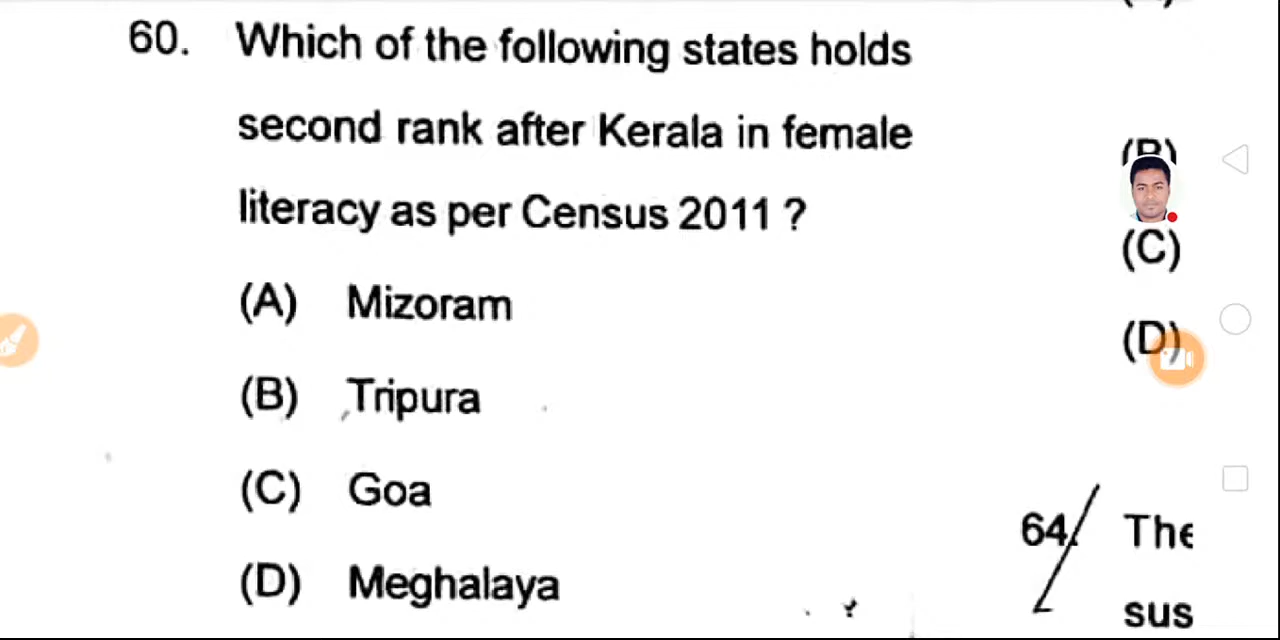 60. Which of the following states holds
second rank after Kerala in female
literacy as per Census 2011 ?
(A) Mizoram
(B) Tripura
(C) Goa
(D) Meghalaya
(B)
(C)
(D)
64. The
sus